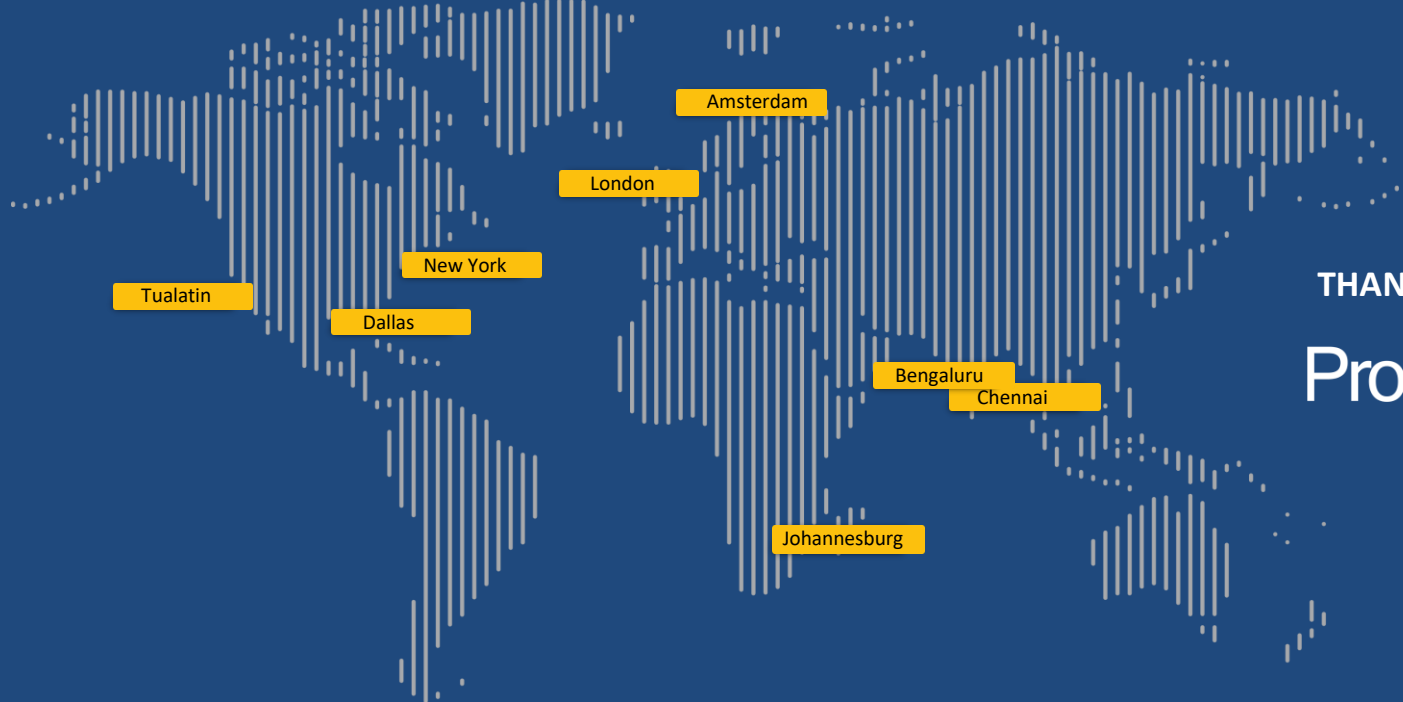 Amsterdam
London
New York
Tualatin
Dallas
Bengaluru
Chennai
Johannesburg
THAN
Pro